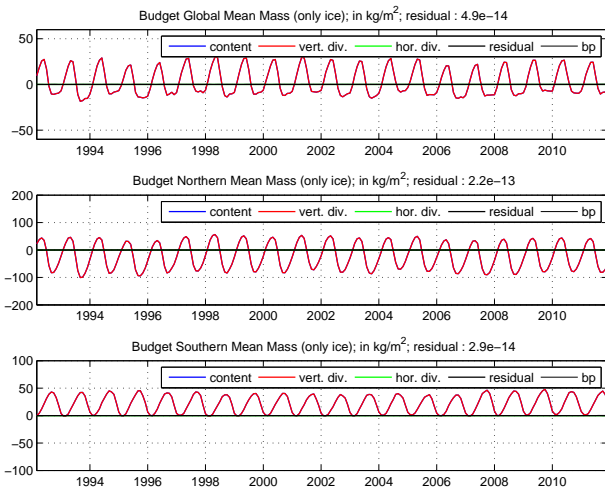 Budget Global Mean Mass (only ice); in kg/m²; residual : 4.9e−14
50
0
−50
content vert. div. hor. div. residual bp
1994 1996 1998 2000 2002 2004 2006 2008 2010
Budget Northern Mean Mass (only ice); in kg/m²; residual : 2.2e−13
200
100
0
−100
−200
content vert. div. hor. div. residual bp
1994 1996 1998 2000 2002 2004 2006 2008 2010
Budget Southern Mean Mass (only ice); in kg/m²; residual : 2.9e−14
100
50
0
−50
−100
content vert. div. hor. div. residual bp
1994 1996 1998 2000 2002 2004 2006 2008 2010